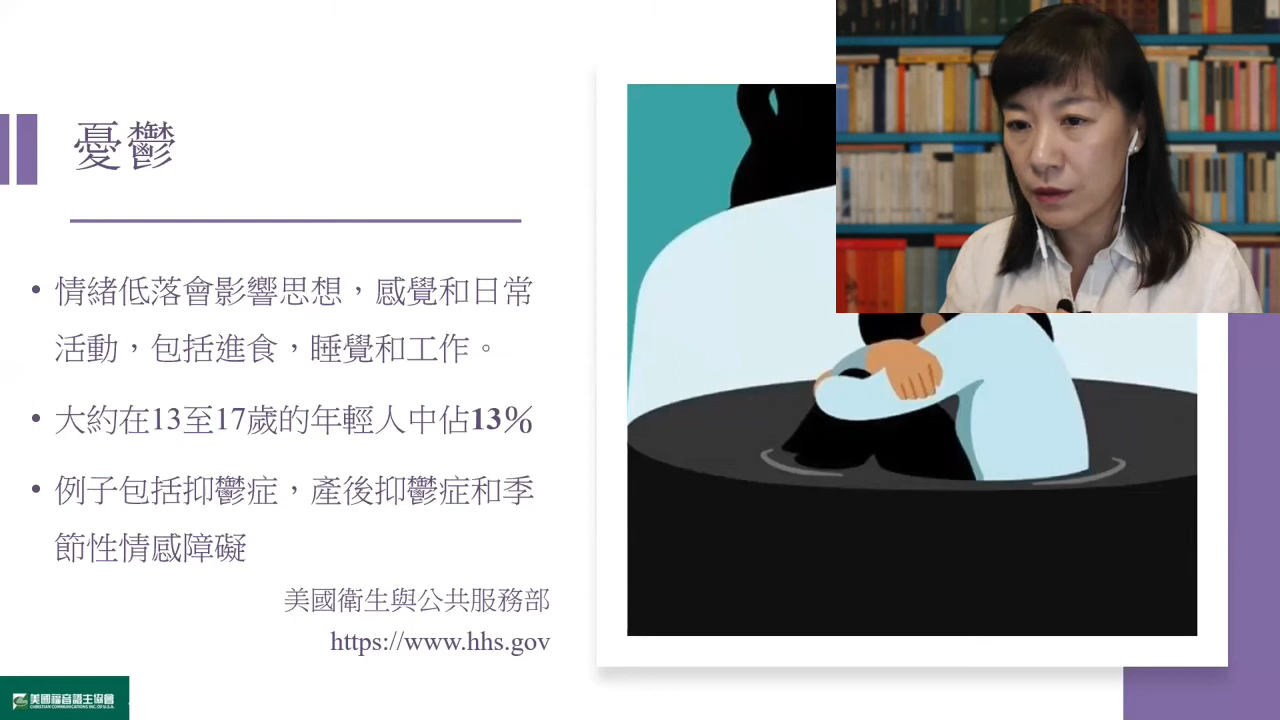 憂鬱
• 情緒低落會影響思想，感覺和日常
活動，包括進食，睡覺和工作。
• 大約在13至17歲的年輕人中佔13%
• 例子包括抑鬱症，產後抑鬱症和季
節性情感障礙
美國衛生與公共服務部
https://www.hhs.gov
美國福音證主協會
CHRISTIAN COMMUNICATIONS INC. OF U.S.A.